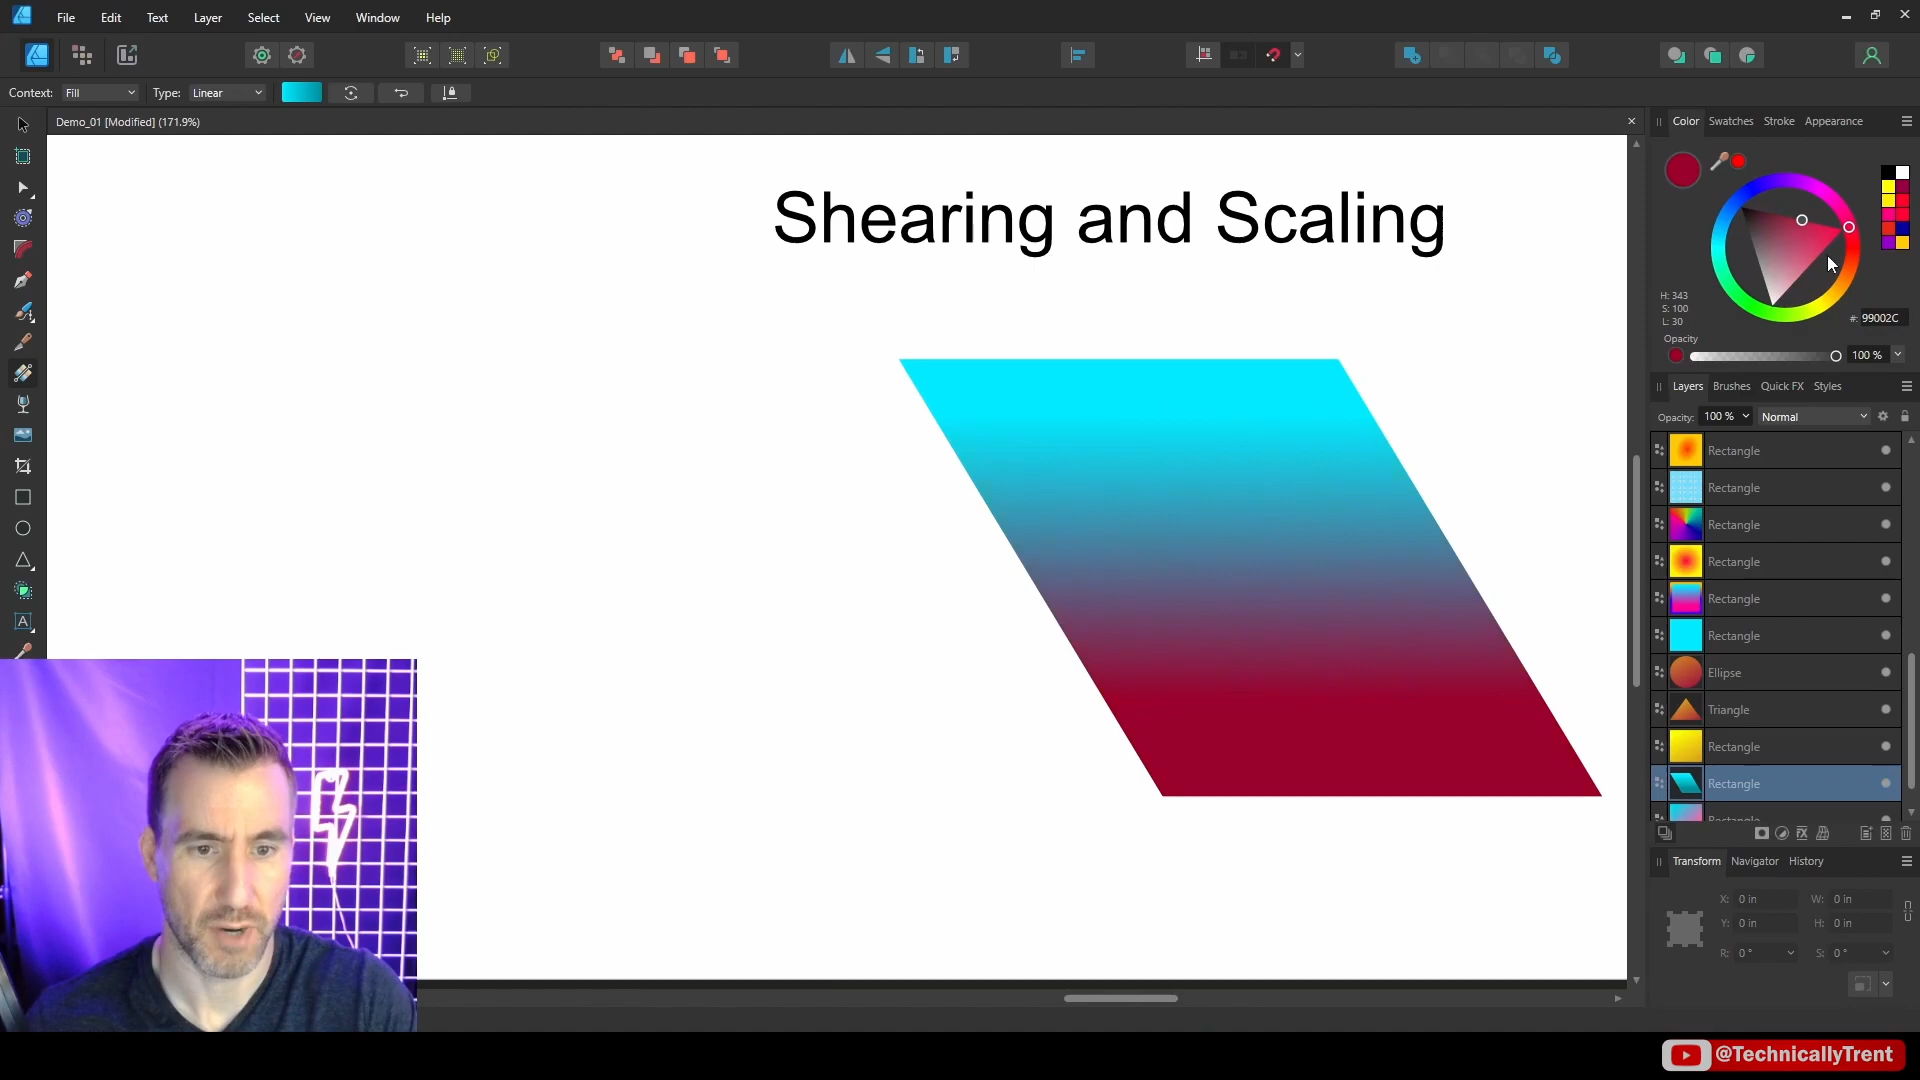 File Edit Text Layer Select View Window Help
Context: Fill Type: Linear
Demo_01 [Modified] (171.9%)
Shearing and Scaling
Color Swatches Stroke Appearance
H: 343
S: 100
L: 30
#: 99002C
Opacity
100 %
Layers Brushes Quick FX Styles
Opacity: 100 % Normal
Rectangle
Rectangle
Rectangle
Rectangle
Rectangle
Rectangle
Ellipse
Triangle
Rectangle
Rectangle
Rectangle
Transform Navigator History
X: 0 in W: 0 in
Y: 0 in H: 0 in
R: 0 ° S: 0 °
@TechnicallyTrent